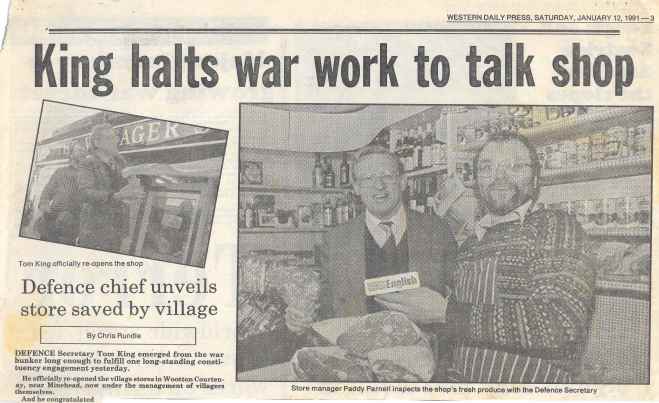 WESTERN DAILY PRESS, SATURDAY, JANUARY 12, 1991—3
King halts war work to talk shop
AGER S
Tom King officially re-opens the shop
Defence chief unveils
store saved by village
By Chris Rundle
DEFENCE Secretary Tom King emerged from the war
bunker long enough to fulfil one long-standing consti-
tuency engagement yesterday.
He officially re-opened the village stores in Wootton Courten-
ay, near Minehead, now under the management of villagers
themselves.
And he congratulated
English
Store manager Paddy Parnell inspects the shop's fresh produce with the Defence Secretary